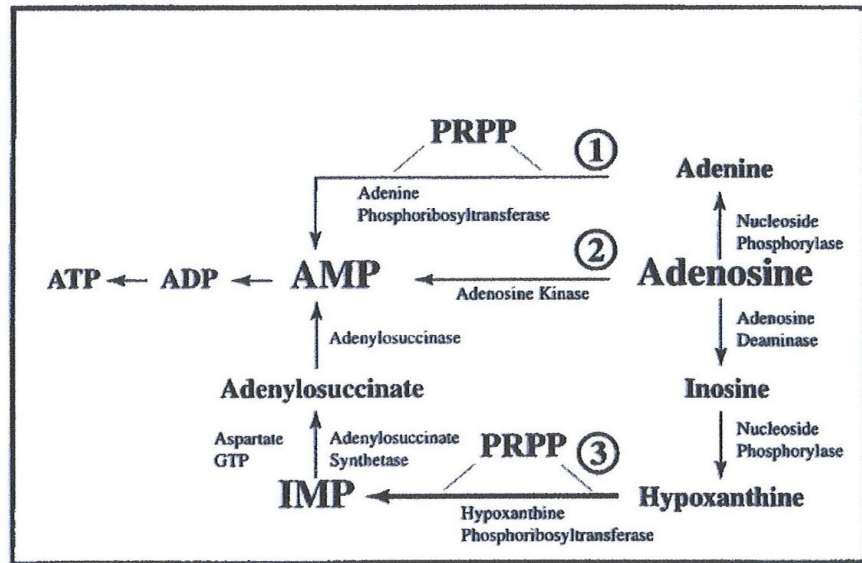 PRPP
1
Adenine
Adenine
Phosphoribosyltransferase
Nucleoside
Phosphorylase
2
ATP
ADP
AMP
Adenosine Kinase
Adenosine
Adenylosuccinase
Adenosine
Deaminase
Adenylosuccinate
Inosine
Aspartate
GTP
Adenylosuccinate
Synthetase
PRPP
3
Nucleoside
Phosphorylase
IMP
Hypoxanthine
Phosphoribosyltransferase
Hypoxanthine